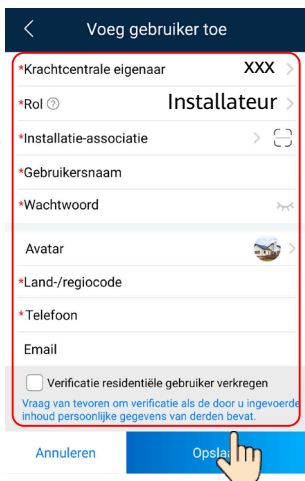 Voeg gebruiker toe
*Krachtcentrale eigenaar XXX
*Rol Installateur
*Installatie-associatie
*Gebruikersnaam
*Wachtwoord
Avatar
*Land-/regiocode
*Telefoon
Email
Verificatie residentiële gebruiker verkregen
Vraag van tevoren om verificatie als de door u ingevoerde
inhoud persoonlijke gegevens van derden bevat.
Annuleren Opslaa